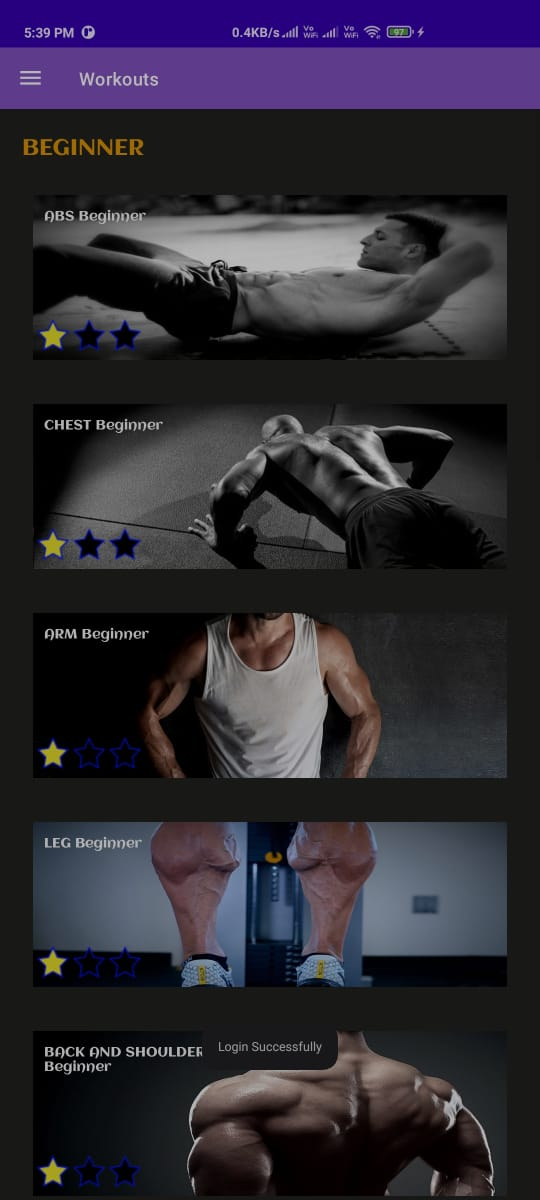 5:39 PM
0.4KB/s Vo WiFi Vo WiFi 97
Workouts
BEGINNER
ABS Beginner
CHEST Beginner
ARM Beginner
LEG Beginner
BACK AND SHOULDER
Beginner
Login Successfully